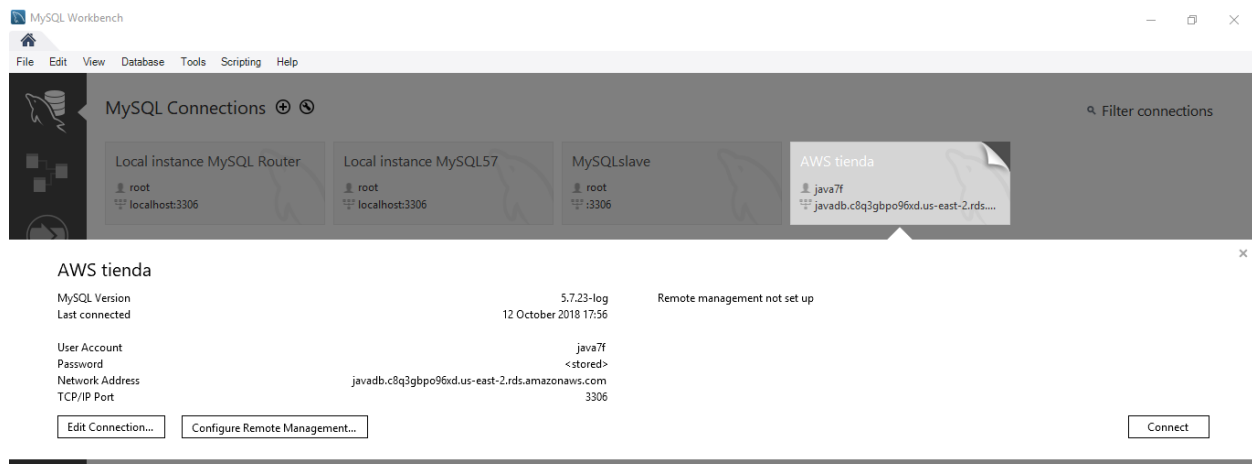 MySQL Workbench
File Edit View Database Tools Scripting Help
MySQL Connections
Filter connections
Local instance MySQL Router
root
localhost:3306
Local instance MySQL57
root
localhost:3306
MySQLslave
root
:3306
AWS tienda
java7f
javadb.c8q3gbpo96xd.us-east-2.rds....
AWS tienda
MySQL Version 5.7.23-log Remote management not set up
Last connected 12 October 2018 17:56
User Account java7f
Password <stored>
Network Address javadb.c8q3gbpo96xd.us-east-2.rds.amazonaws.com
TCP/IP Port 3306
Edit Connection... Configure Remote Management... Connect